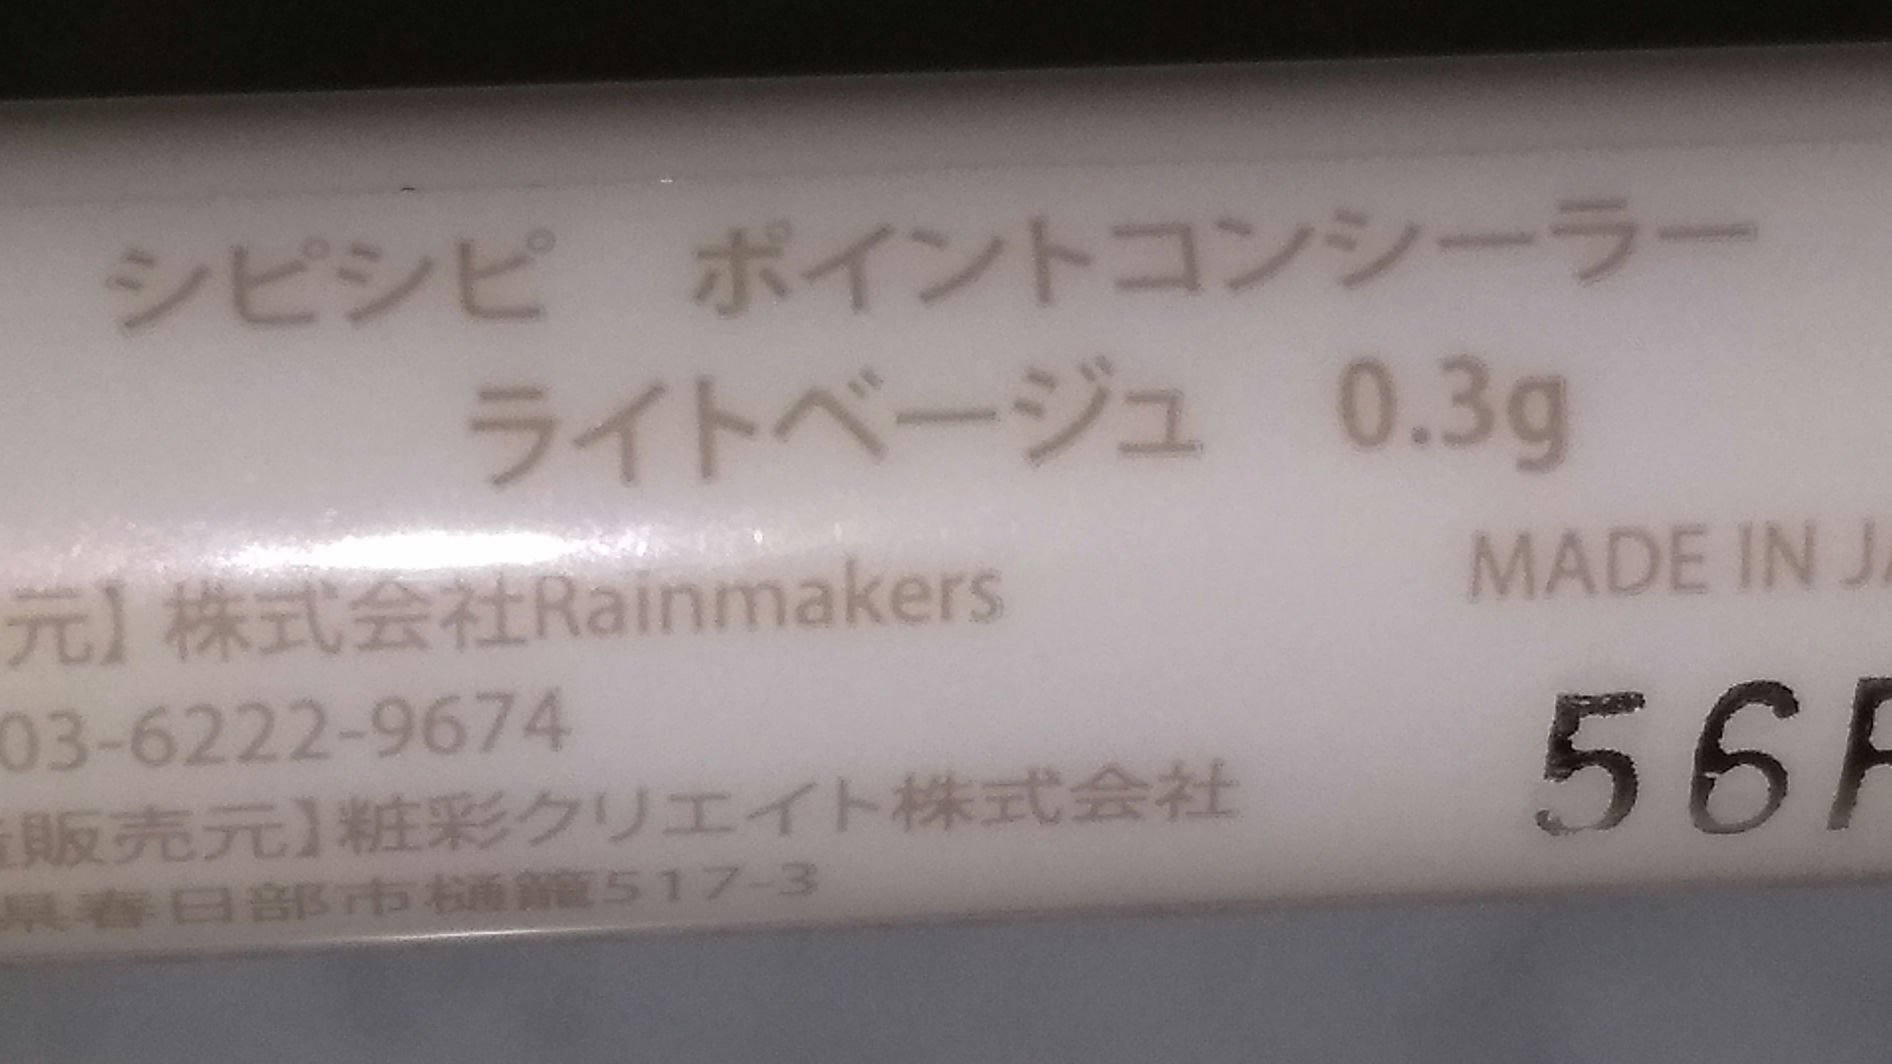 シピシピ　ポイントコンシーラー
ライトベージュ　0.3g
元】株式会社Rainmakers
MADE IN JA
03-6222-9674
56
販売元】粧彩クリエイト株式会社
県春日部市樋籠517-3